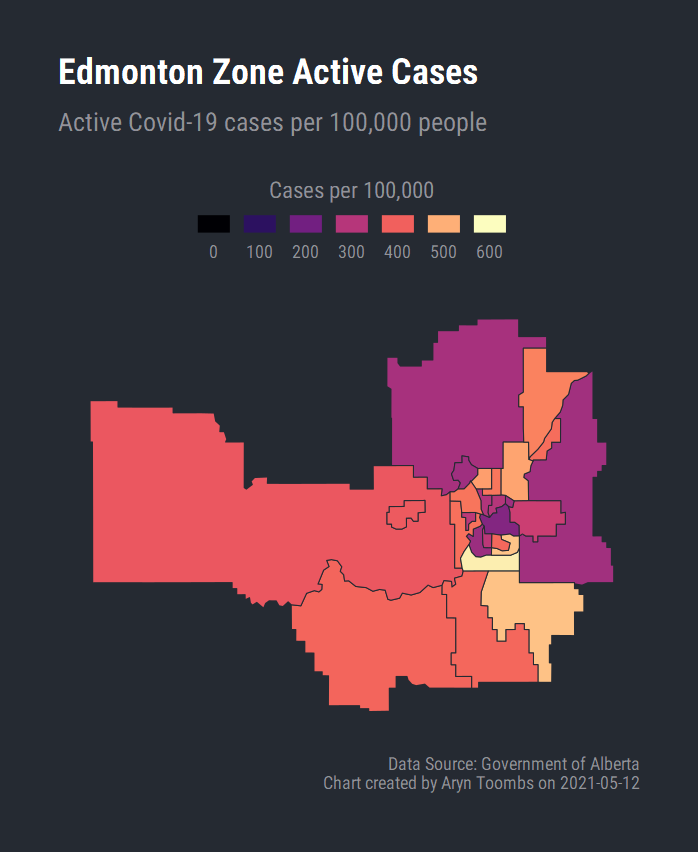 Edmonton Zone Active Cases
Active Covid-19 cases per 100,000 people
Cases per 100,000
0 100 200 300 400 500 600
Data Source: Government of Alberta
Chart created by Aryn Toombs on 2021-05-12